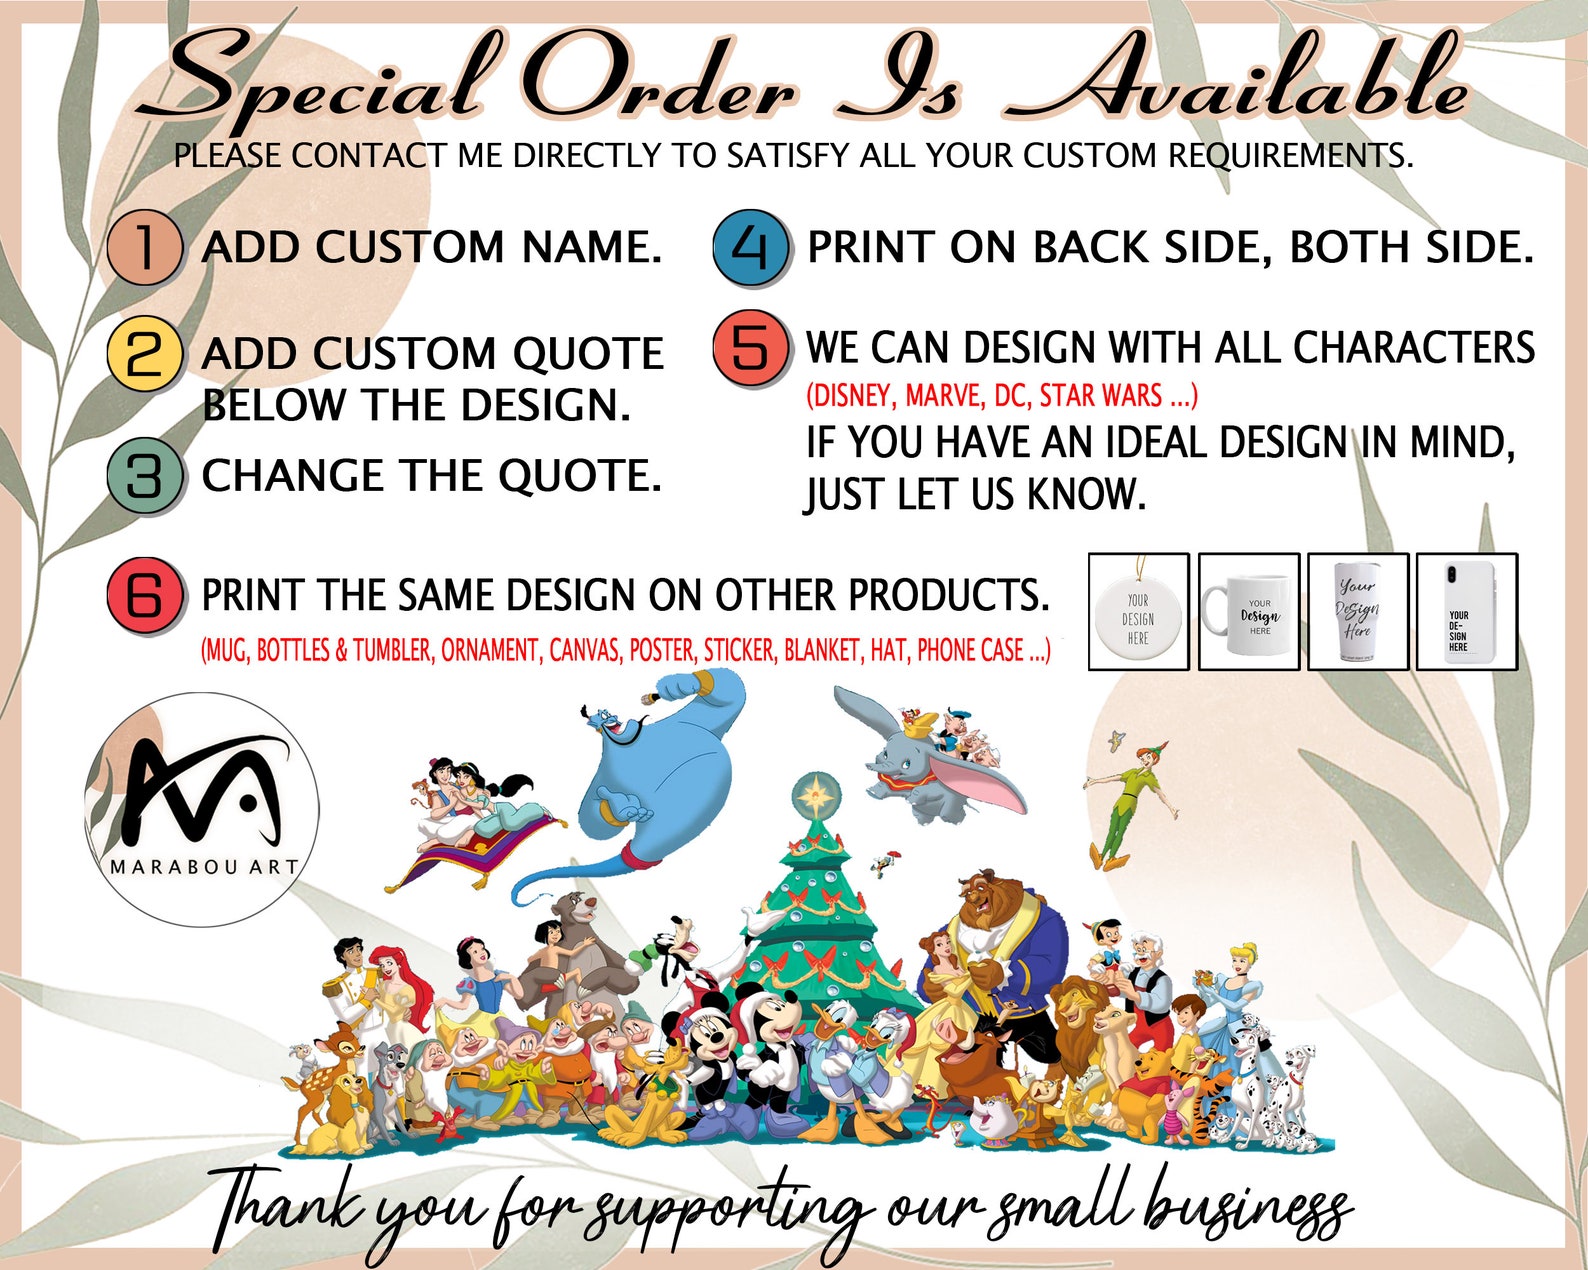 Special Order Is Available
PLEASE CONTACT ME DIRECTLY TO SATISFY ALL YOUR CUSTOM REQUIREMENTS.
1 ADD CUSTOM NAME.
2 ADD CUSTOM QUOTE
BELOW THE DESIGN.
3 CHANGE THE QUOTE.
4 PRINT ON BACK SIDE, BOTH SIDE.
5 WE CAN DESIGN WITH ALL CHARACTERS
(DISNEY, MARVE, DC, STAR WARS ...)
IF YOU HAVE AN IDEAL DESIGN IN MIND,
JUST LET US KNOW.
6 PRINT THE SAME DESIGN ON OTHER PRODUCTS.
(MUG, BOTTLES & TUMBLER, ORNAMENT, CANVAS, POSTER, STICKER, BLANKET, HAT, PHONE CASE ...)
YOUR
DESIGN
HERE
YOUR
Design
HERE
Your
Design
Here
YOUR
DE-
SIGN
HERE
MARABOU ART
Thank you for supporting our small business